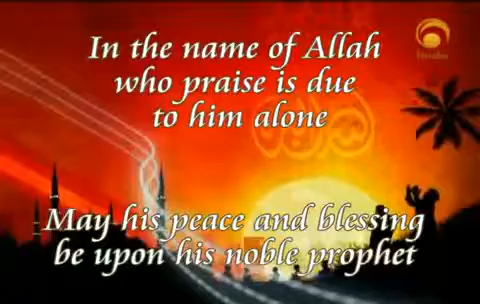 In the name of Allah
who praise is due
to him alone
May his peace and blessing
be upon his noble prophet